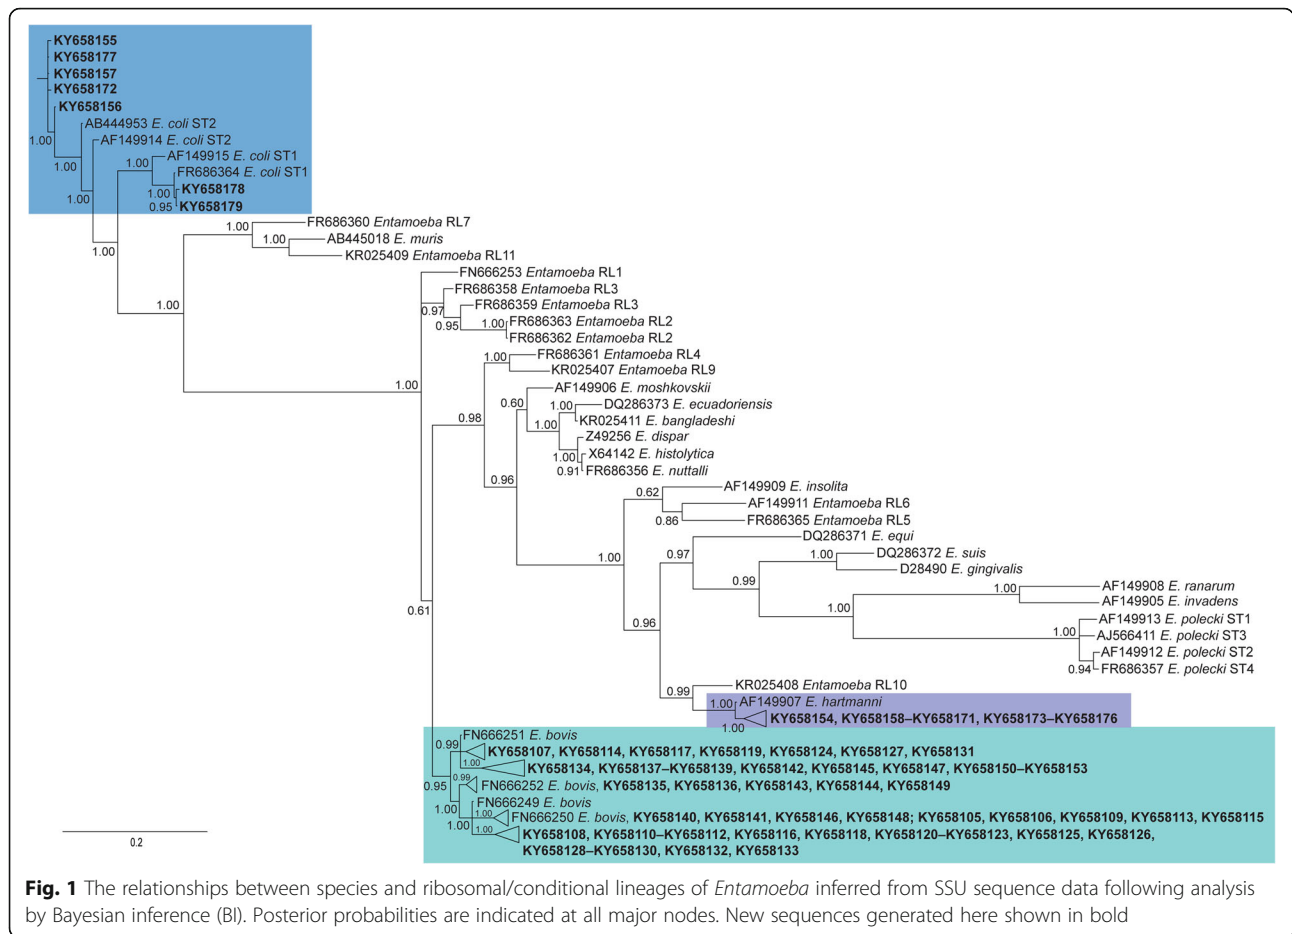 KY658155
KY658177
KY658157
KY658172
KY658156
1.00
AB444953 E. coli ST2
AF149914 E. coli ST2
1.00
AF149915 E. coli ST1
1.00
FR686364 E. coli ST1
1.00
KY658178
1.00
0.95
KY658179
1.00
FR686360 Entamoeba RL7
1.00
AB445018 E. muris
1.00
KR025409 Entamoeba RL11
1.00
FN666253 Entamoeba RL1
FR686358 Entamoeba RL3
0.97
FR686359 Entamoeba RL3
0.95
1.00
FR686363 Entamoeba RL2
FR686362 Entamoeba RL2
1.00
FR686361 Entamoeba RL4
KR025407 Entamoeba RL9
1.00
AF149906 E. moshkovskii
0.60
1.00
DQ286373 E. ecuadoriensis
0.98
1.00
KR025411 E. bangladeshi
Z49256 E. dispar
1.00
X64142 E. histolytica
0.91
FR686356 E. nuttalli
0.96
AF149909 E. insolita
0.62
AF149911 Entamoeba RL6
0.86
FR686365 Entamoeba RL5
DQ286371 E. equi
1.00
0.97
1.00
DQ286372 E. suis
D28490 E. gingivalis
0.99
AF149908 E. ranarum
1.00
AF149905 E. invadens
0.61
1.00
AF149913 E. polecki ST1
0.96
1.00
AJ566411 E. polecki ST3
AF149912 E. polecki ST2
0.94
FR686357 E. polecki ST4
KR025408 Entamoeba RL10
0.99
1.00
AF149907 E. hartmanni
KY658154, KY658158–KY658171, KY658173–KY658176
1.00
FN666251 E. bovis
0.99
KY658107, KY658114, KY658117, KY658119, KY658124, KY658127, KY658131
1.00
KY658134, KY658137–KY658139, KY658142, KY658145, KY658147, KY658150–KY658153
0.95
0.99
FN666252 E. bovis, KY658135, KY658136, KY658143, KY658144, KY658149
FN666249 E. bovis
1.00
1.00
FN666250 E. bovis, KY658140, KY658141, KY658146, KY658148; KY658105, KY658106, KY658109, KY658113, KY658115
1.00
1.00
KY658108, KY658110–KY658112, KY658116, KY658118, KY658120–KY658123, KY658125, KY658126,
KY658128–KY658130, KY658132, KY658133
0.2
Fig. 1 The relationships between species and ribosomal/conditional lineages of Entamoeba inferred from SSU sequence data following analysis
by Bayesian inference (BI). Posterior probabilities are indicated at all major nodes. New sequences generated here shown in bold